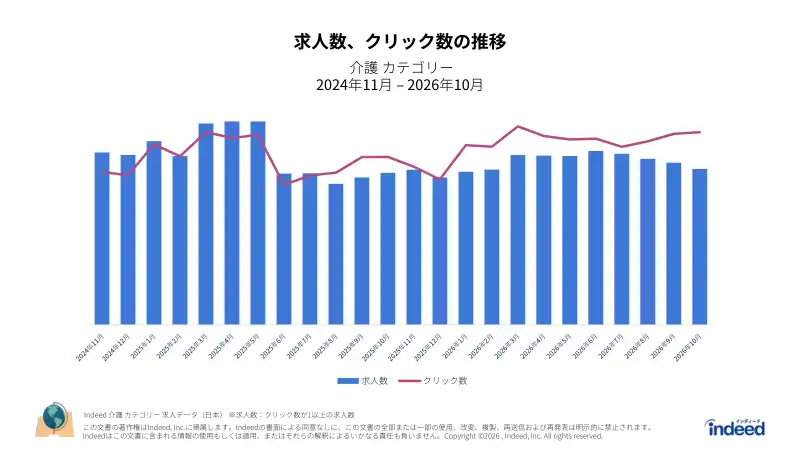 求人数、クリック数の推移
介護 カテゴリー
2024年11月 – 2026年10月
2024年11月
2024年12月
2025年1月
2025年2月
2025年3月
2025年4月
2025年5月
2025年6月
2025年7月
2025年8月
2025年9月
2025年10月
2025年11月
2025年12月
2026年1月
2026年2月
2026年3月
2026年4月
2026年5月
2026年6月
2026年7月
2026年8月
2026年9月
2026年10月
求人数 クリック数
Indeed 介護 カテゴリー 求人データ（日本） ※求人数：クリック数が1以上の求人数
この文書の著作権はIndeed, Inc.に帰属します。Indeedの書面による同意なしに、この文書の全部または一部の使用、改変、複製、再送信および再発表は明示的に禁止されます。
Indeedはこの文書に含まれる情報の使用もしくは適用、またはそれらの解釈によるいかなる責任も負いません。Copyright ©2026 , Indeed, Inc. All rights reserved.
インディード
indeed